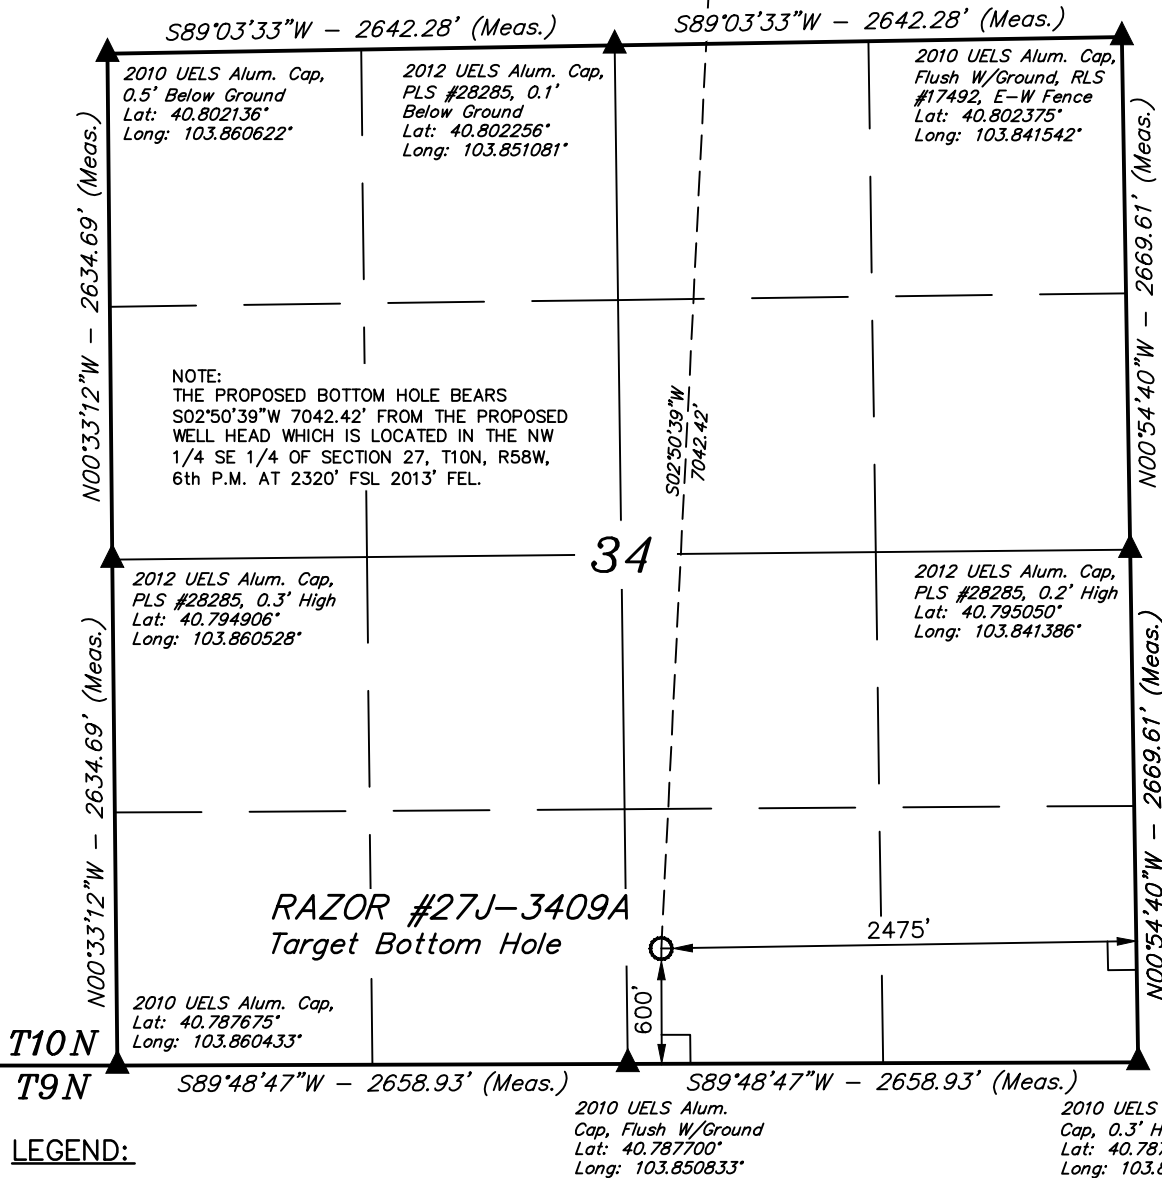 S89°03'33"W – 2642.28' (Meas.)
S89°03'33"W – 2642.28' (Meas.)
2010 UELS Alum. Cap,
0.5' Below Ground
Lat: 40.802136°
Long: 103.860622°
2012 UELS Alum. Cap,
PLS #28285, 0.1'
Below Ground
Lat: 40.802256°
Long: 103.851081°
2010 UELS Alum. Cap,
Flush W/Ground, RLS
#17492, E–W Fence
Lat: 40.802375°
Long: 103.841542°
N00°33'12"W – 2634.69' (Meas.)
N00°54'40"W – 2669.61' (Meas.)
NOTE:
THE PROPOSED BOTTOM HOLE BEARS
S02°50'39"W 7042.42' FROM THE PROPOSED
WELL HEAD WHICH IS LOCATED IN THE NW
1/4 SE 1/4 OF SECTION 27, T10N, R58W,
6th P.M. AT 2320' FSL 2013' FEL.
S02°50'39"W
7042.42'
34
2012 UELS Alum. Cap,
PLS #28285, 0.3' High
Lat: 40.794906°
Long: 103.860528°
2012 UELS Alum. Cap,
PLS #28285, 0.2' High
Lat: 40.795050°
Long: 103.841386°
N00°33'12"W – 2634.69' (Meas.)
N00°54'40"W – 2669.61' (Meas.)
RAZOR #27J–3409A
Target Bottom Hole
2475'
600'
2010 UELS Alum. Cap,
Lat: 40.787675°
Long: 103.860433°
T10N
T9N
S89°48'47"W – 2658.93' (Meas.)
S89°48'47"W – 2658.93' (Meas.)
2010 UELS Alum.
Cap, Flush W/Ground
Lat: 40.787700°
Long: 103.850833°
2010 UELS
Cap, 0.3' H
Lat: 40.787
Long: 103.8
LEGEND: